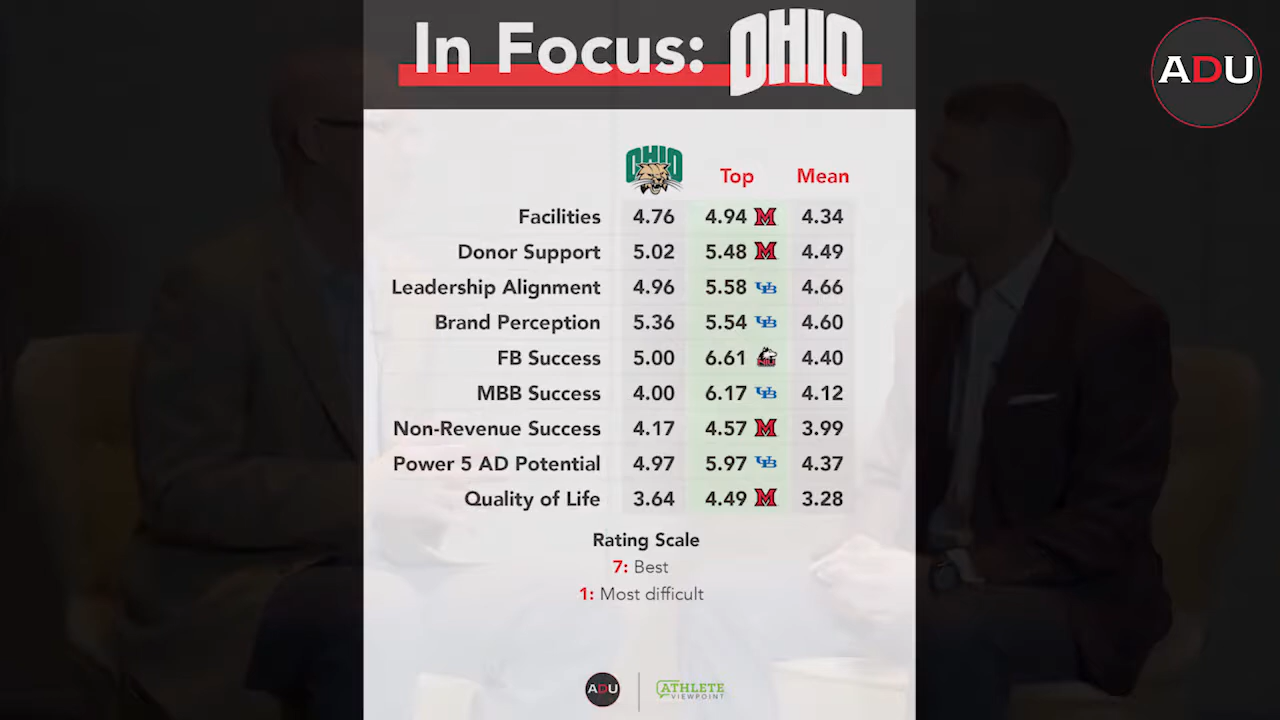 In Focus: OHIO
ADU
OHIO
Top Mean
Facilities 4.76 4.94 M 4.34
Donor Support 5.02 5.48 M 4.49
Leadership Alignment 4.96 5.58 UB 4.66
Brand Perception 5.36 5.54 UB 4.60
FB Success 5.00 6.61 NIU 4.40
MBB Success 4.00 6.17 UB 4.12
Non-Revenue Success 4.17 4.57 M 3.99
Power 5 AD Potential 4.97 5.97 UB 4.37
Quality of Life 3.64 4.49 M 3.28
Rating Scale
7: Best
1: Most difficult
ADU
ATHLETE
VIEWPOINT